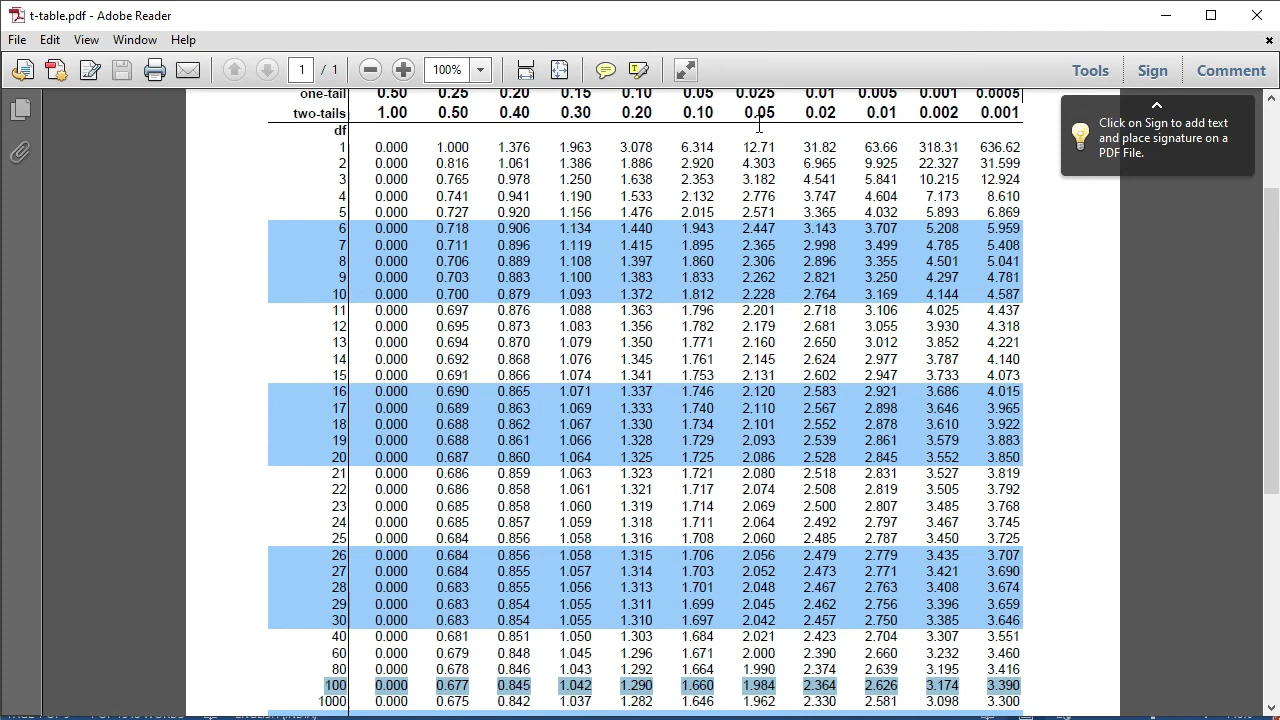 t-table.pdf - Adobe Reader
File Edit View Window Help
1 / 1 100% Tools Sign Comment
Click on Sign to add text
and place signature on a
PDF File.
one-tail 0.50 0.25 0.20 0.15 0.10 0.05 0.025 0.01 0.005 0.001 0.0005
two-tails 1.00 0.50 0.40 0.30 0.20 0.10 0.05 0.02 0.01 0.002 0.001
df
1 0.000 1.000 1.376 1.963 3.078 6.314 12.71 31.82 63.66 318.31 636.62
2 0.000 0.816 1.061 1.386 1.886 2.920 4.303 6.965 9.925 22.327 31.599
3 0.000 0.765 0.978 1.250 1.638 2.353 3.182 4.541 5.841 10.215 12.924
4 0.000 0.741 0.941 1.190 1.533 2.132 2.776 3.747 4.604 7.173 8.610
5 0.000 0.727 0.920 1.156 1.476 2.015 2.571 3.365 4.032 5.893 6.869
6 0.000 0.718 0.906 1.134 1.440 1.943 2.447 3.143 3.707 5.208 5.959
7 0.000 0.711 0.896 1.119 1.415 1.895 2.365 2.998 3.499 4.785 5.408
8 0.000 0.706 0.889 1.108 1.397 1.860 2.306 2.896 3.355 4.501 5.041
9 0.000 0.703 0.883 1.100 1.383 1.833 2.262 2.821 3.250 4.297 4.781
10 0.000 0.700 0.879 1.093 1.372 1.812 2.228 2.764 3.169 4.144 4.587
11 0.000 0.697 0.876 1.088 1.363 1.796 2.201 2.718 3.106 4.025 4.437
12 0.000 0.695 0.873 1.083 1.356 1.782 2.179 2.681 3.055 3.930 4.318
13 0.000 0.694 0.870 1.079 1.350 1.771 2.160 2.650 3.012 3.852 4.221
14 0.000 0.692 0.868 1.076 1.345 1.761 2.145 2.624 2.977 3.787 4.140
15 0.000 0.691 0.866 1.074 1.341 1.753 2.131 2.602 2.947 3.733 4.073
16 0.000 0.690 0.865 1.071 1.337 1.746 2.120 2.583 2.921 3.686 4.015
17 0.000 0.689 0.863 1.069 1.333 1.740 2.110 2.567 2.898 3.646 3.965
18 0.000 0.688 0.862 1.067 1.330 1.734 2.101 2.552 2.878 3.610 3.922
19 0.000 0.688 0.861 1.066 1.328 1.729 2.093 2.539 2.861 3.579 3.883
20 0.000 0.687 0.860 1.064 1.325 1.725 2.086 2.528 2.845 3.552 3.850
21 0.000 0.686 0.859 1.063 1.323 1.721 2.080 2.518 2.831 3.527 3.819
22 0.000 0.686 0.858 1.061 1.321 1.717 2.074 2.508 2.819 3.505 3.792
23 0.000 0.685 0.858 1.060 1.319 1.714 2.069 2.500 2.807 3.485 3.768
24 0.000 0.685 0.857 1.059 1.318 1.711 2.064 2.492 2.797 3.467 3.745
25 0.000 0.684 0.856 1.058 1.316 1.708 2.060 2.485 2.787 3.450 3.725
26 0.000 0.684 0.856 1.058 1.315 1.706 2.056 2.479 2.779 3.435 3.707
27 0.000 0.684 0.855 1.057 1.314 1.703 2.052 2.473 2.771 3.421 3.690
28 0.000 0.683 0.855 1.056 1.313 1.701 2.048 2.467 2.763 3.408 3.674
29 0.000 0.683 0.854 1.055 1.311 1.699 2.045 2.462 2.756 3.396 3.659
30 0.000 0.683 0.854 1.055 1.310 1.697 2.042 2.457 2.750 3.385 3.646
40 0.000 0.681 0.851 1.050 1.303 1.684 2.021 2.423 2.704 3.307 3.551
60 0.000 0.679 0.848 1.045 1.296 1.671 2.000 2.390 2.660 3.232 3.460
80 0.000 0.678 0.846 1.043 1.292 1.664 1.990 2.374 2.639 3.195 3.416
100 0.000 0.677 0.845 1.042 1.290 1.660 1.984 2.364 2.626 3.174 3.390
1000 0.000 0.675 0.842 1.037 1.282 1.646 1.962 2.330 2.581 3.098 3.300